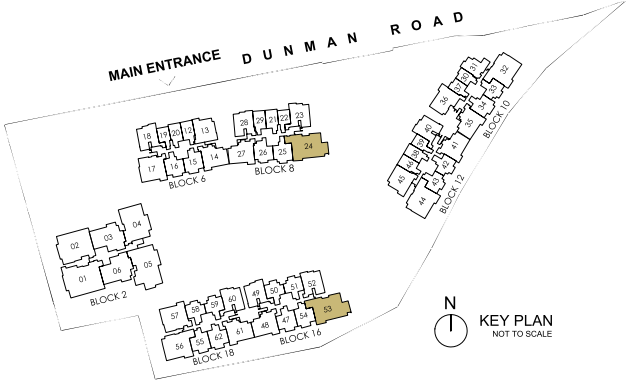 DUNMAN ROAD
MAIN ENTRANCE
18 19 20 12 13
17 16 15 14
BLOCK 6
28 29 21 22 23
27 26 25 24
BLOCK 8
31 32
30
37 33
36 34
35
BLOCK 10
40
39 41
38 42
46 43
45 44
BLOCK 12
04
02 03
01 06 05
BLOCK 2
57 58 59 60
56 55 62 61
BLOCK 18
49 50 51 52
48 47 54 53
BLOCK 16
N
KEY PLAN
NOT TO SCALE